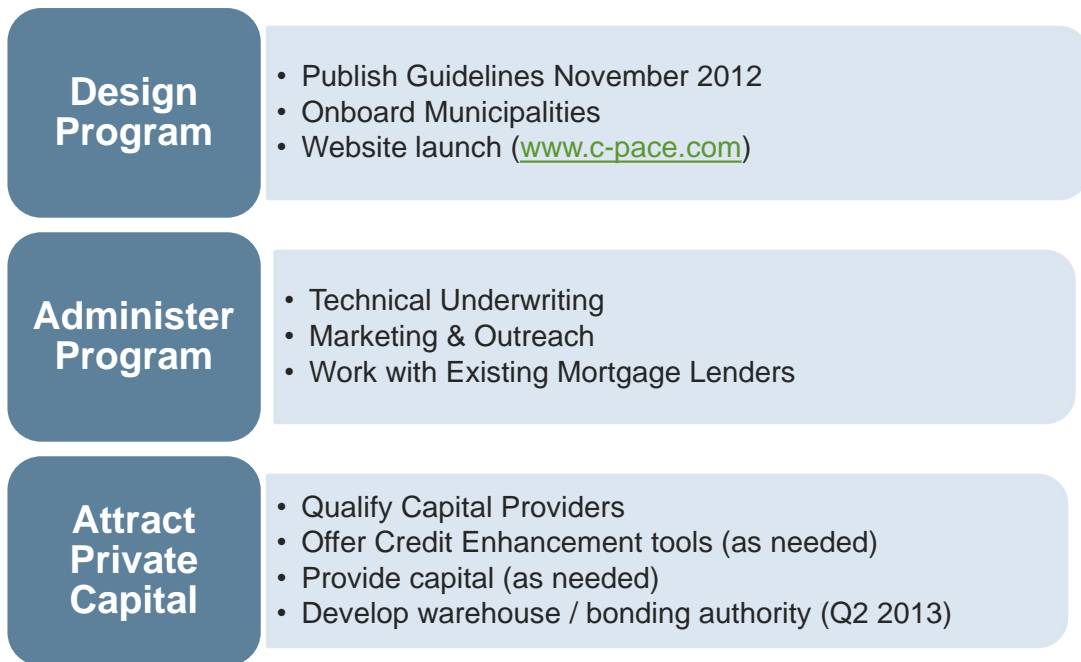 Design
Program
• Publish Guidelines November 2012
• Onboard Municipalities
• Website launch (www.c-pace.com)
Administer
Program
• Technical Underwriting
• Marketing & Outreach
• Work with Existing Mortgage Lenders
Attract
Private
Capital
• Qualify Capital Providers
• Offer Credit Enhancement tools (as needed)
• Provide capital (as needed)
• Develop warehouse / bonding authority (Q2 2013)